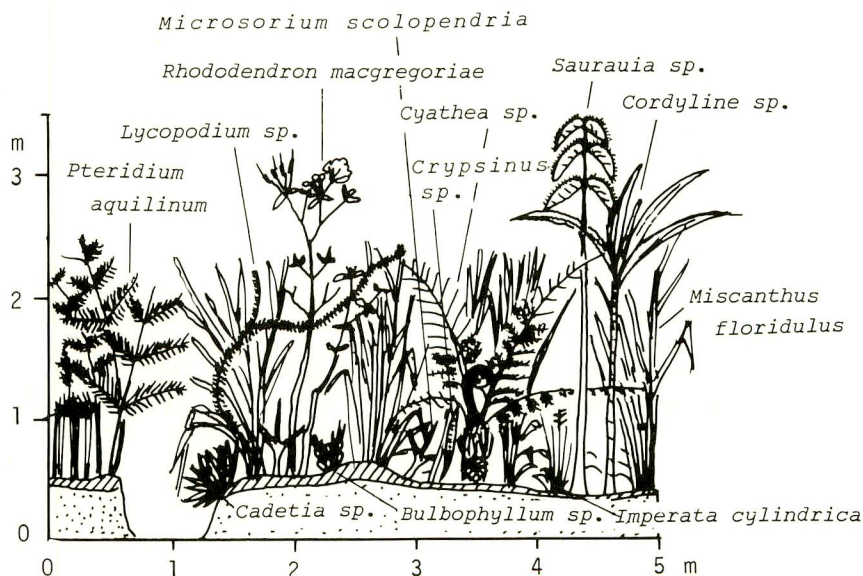 Microsorium scolopendria
Rhododendron macgregoriae
Saurauia sp.
Cyathea sp.
Cordyline sp.
Lycopodium sp.
Crypsinus
sp.
Pteridium
aquilinum
Miscanthus
floridulus
Cadetia sp.
Bulbophyllum sp.
Imperata cylindrica
m
3
2
1
0
0 1 2 3 4 5 m